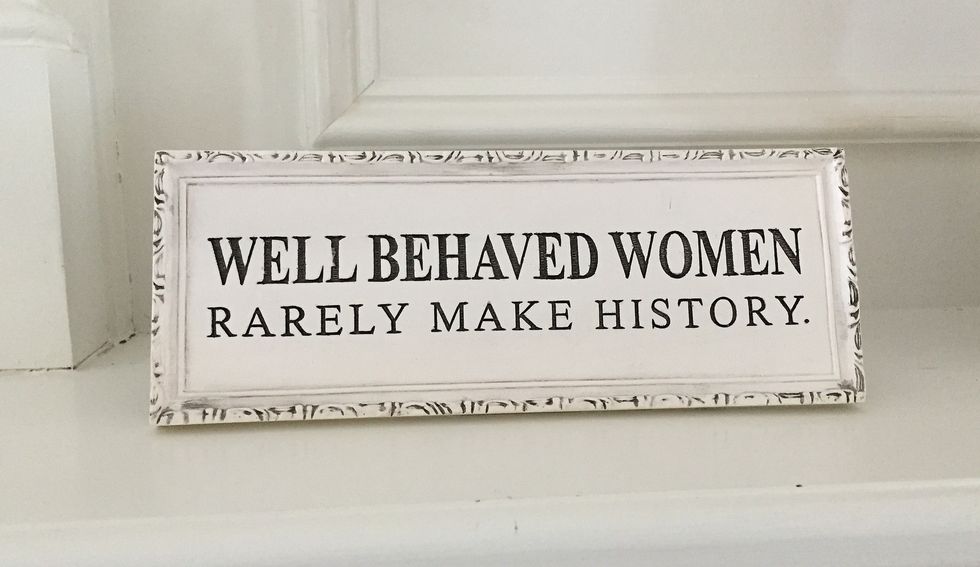 WELL BEHAVED WOMEN
RARELY MAKE HISTORY.